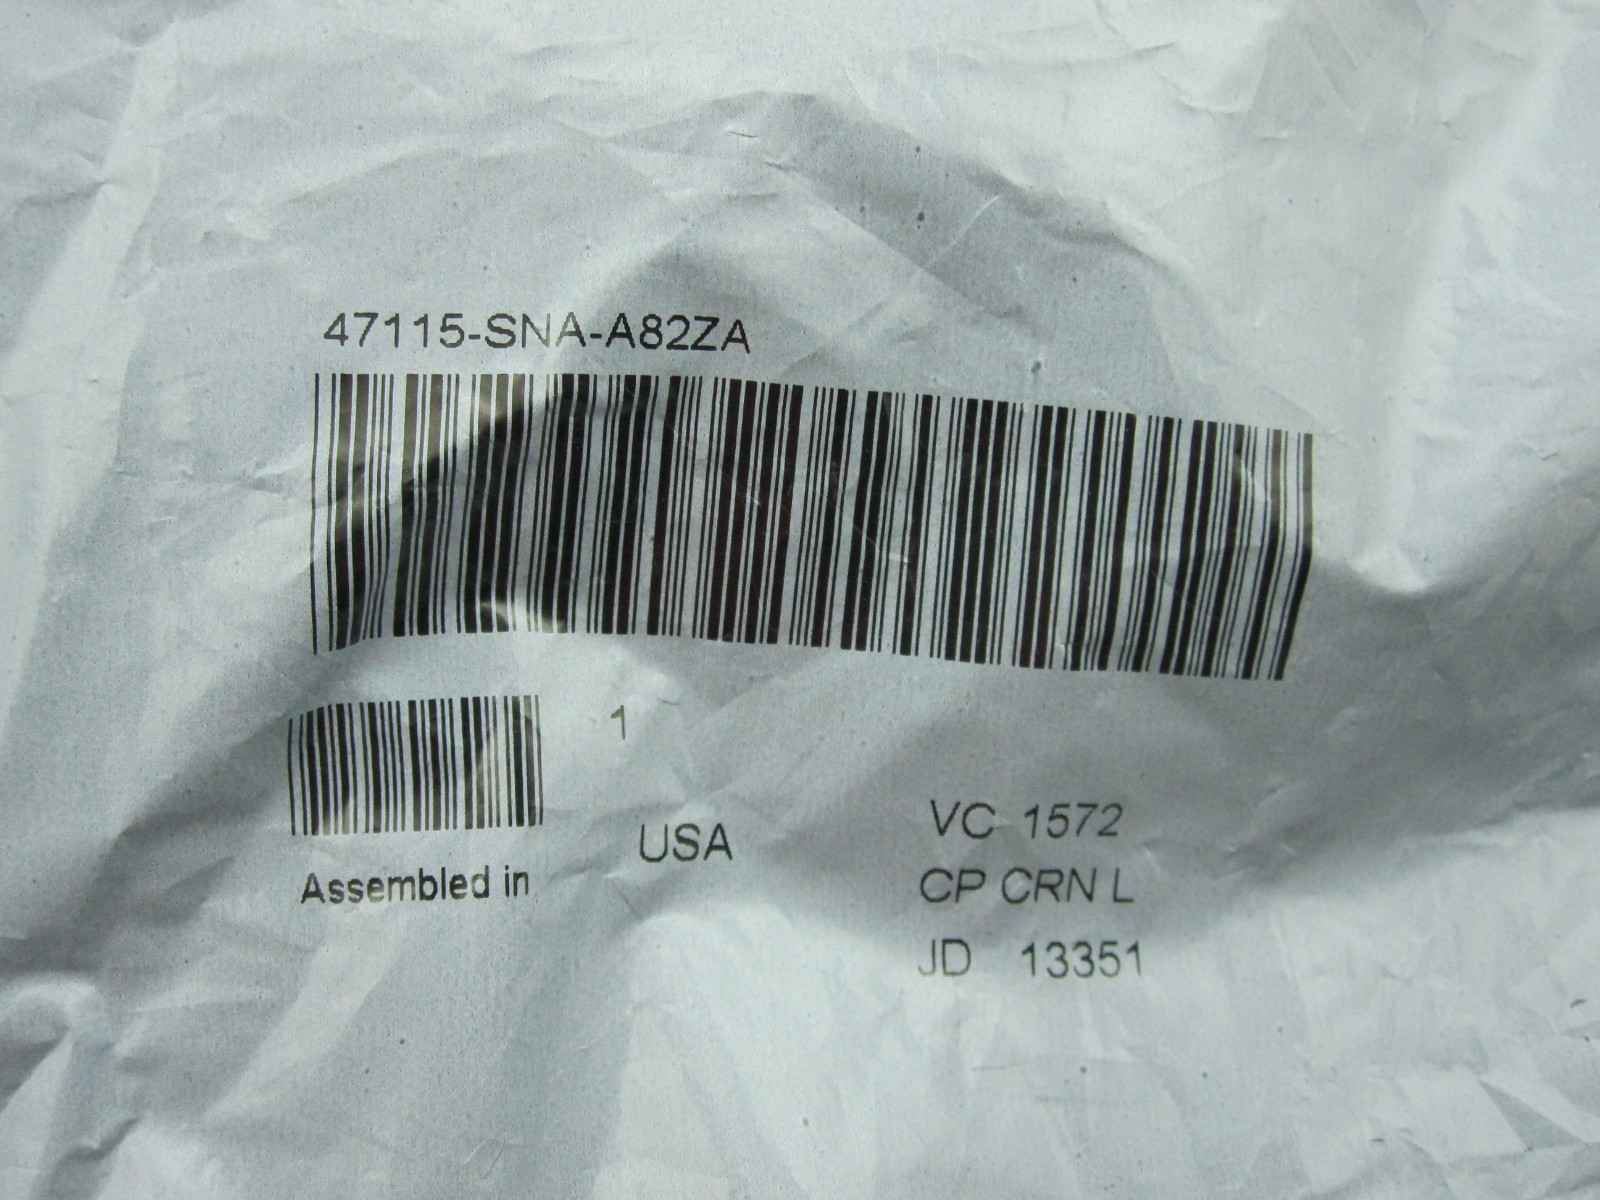 47115-SNA-A82ZA
1
USA
Assembled in
VC 1572
CP CRN L
JD 13351